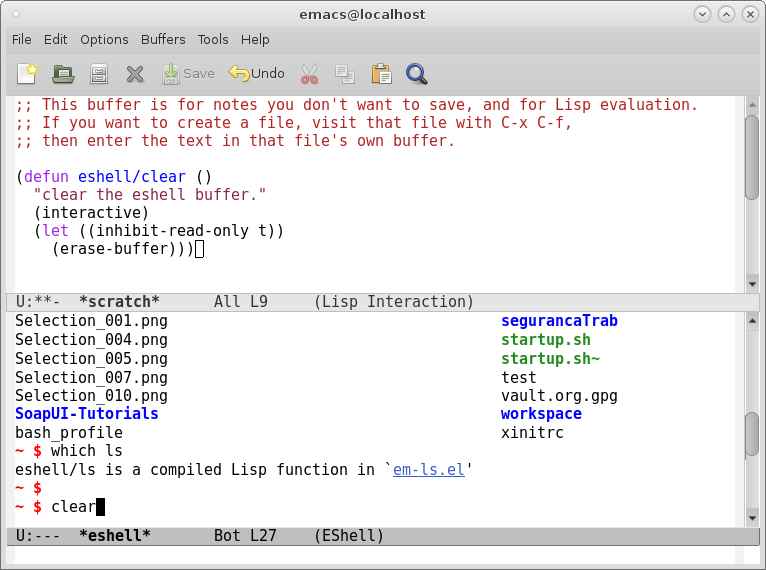 emacs@localhost
File Edit Options Buffers Tools Help
Save Undo
;; This buffer is for notes you don't want to save, and for Lisp evaluation.
;; If you want to create a file, visit that file with C-x C-f,
;; then enter the text in that file's own buffer.
(defun eshell/clear ()
  "clear the eshell buffer."
  (interactive)
  (let ((inhibit-read-only t))
    (erase-buffer)))
U:**-  *scratch*      All L9     (Lisp Interaction)
Selection_001.png                                     segurancaTrab
Selection_004.png                                     startup.sh
Selection_005.png                                     startup.sh~
Selection_007.png                                     test
Selection_010.png                                     vault.org.gpg
SoapUI-Tutorials                                      workspace
bash_profile                                          xinitrc
~ $ which ls
eshell/ls is a compiled Lisp function in `em-ls.el'
~ $
~ $ clear
U:---  *eshell*       Bot L27    (EShell)